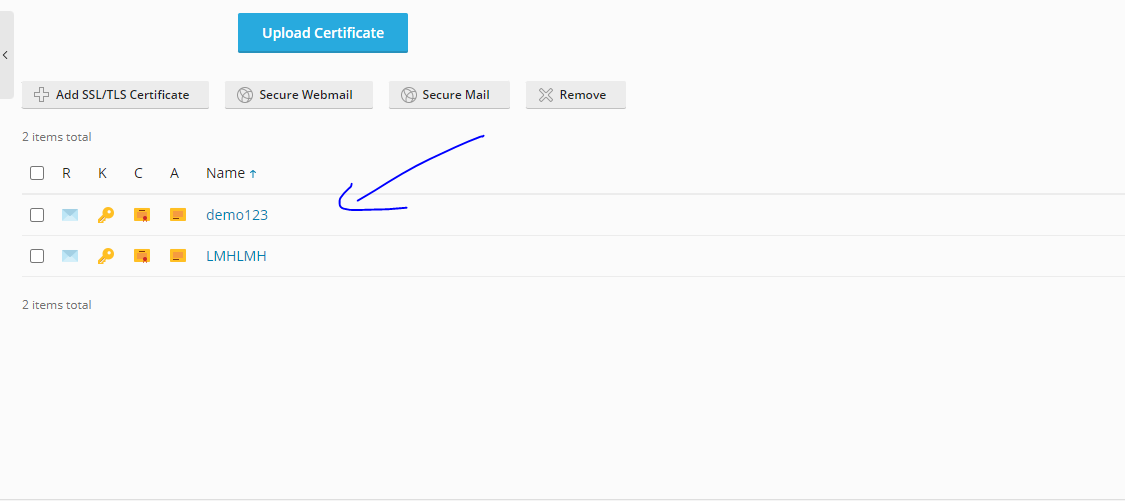 Upload Certificate
Add SSL/TLS Certificate Secure Webmail Secure Mail Remove
2 items total
R K C A Name ↑
demo123
LMHLMH
2 items total